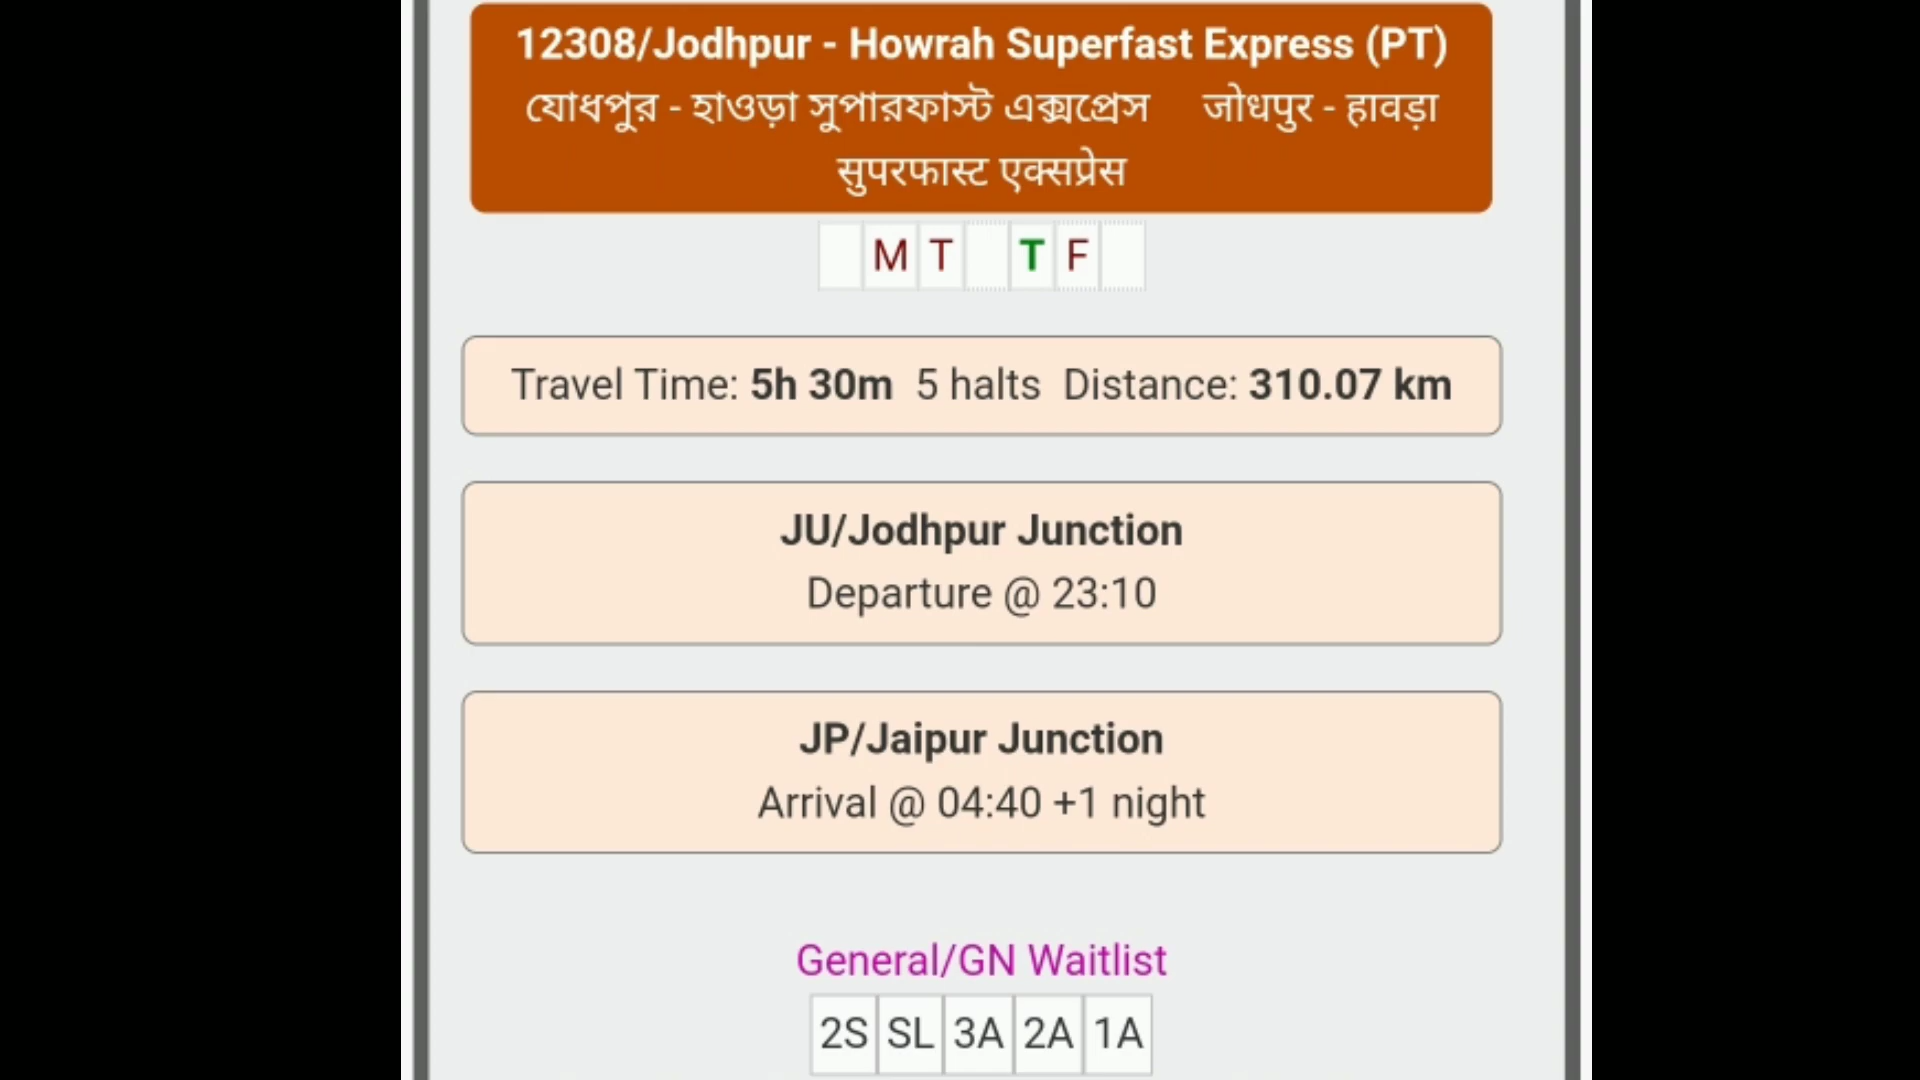 12308/Jodhpur - Howrah Superfast Express (PT)
যোধপুর - হাওড়া সুপারফাস্ট এক্সপ্রেস जोधपुर - हावड़ा
सुपरफास्ट एक्सप्रेस
M T T F
Travel Time: 5h 30m 5 halts Distance: 310.07 km
JU/Jodhpur Junction
Departure @ 23:10
JP/Jaipur Junction
Arrival @ 04:40 +1 night
General/GN Waitlist
2S SL 3A 2A 1A